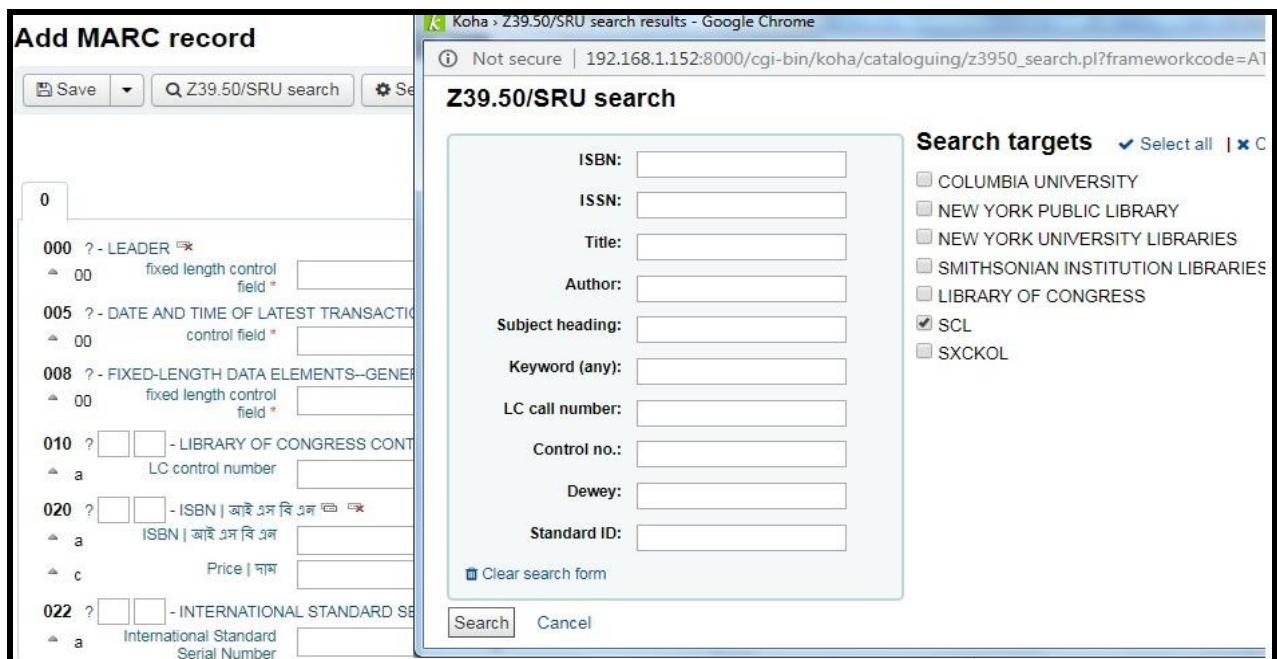 Add MARC record
Save
Z39.50/SRU search
0
000 ? - LEADER
00 fixed length control field *
005 ? - DATE AND TIME OF LATEST
00 control field *
008 ? - FIXED-LENGTH DATA
00 fixed length control field *
010 ? - LIBRARY OF CONGRESS
a LC control number
020 ? - ISBN | আই এস বি এন
a ISBN | আই এস বি এন
c Price | দাম
022 ? - INTERNATIONAL STANDARD
a International Standard Serial Number
Koha › Z39.50/SRU search results - Google Chrome
Not secure | 192.168.1.152:8000/cgi-bin/koha/cataloguing/z3950_search.pl?frameworkcode=
Z39.50/SRU search
ISBN:
ISSN:
Title:
Author:
Subject heading:
Keyword (any):
LC call number:
Control no.:
Dewey:
Standard ID:
Clear search form
Search Cancel
Search targets Select all |
COLUMBIA UNIVERSITY
NEW YORK PUBLIC LIBRARY
NEW YORK UNIVERSITY LIBRARIES
SMITHSONIAN INSTITUTION LIBRARIES
LIBRARY OF CONGRESS
SCL
SXCKOL